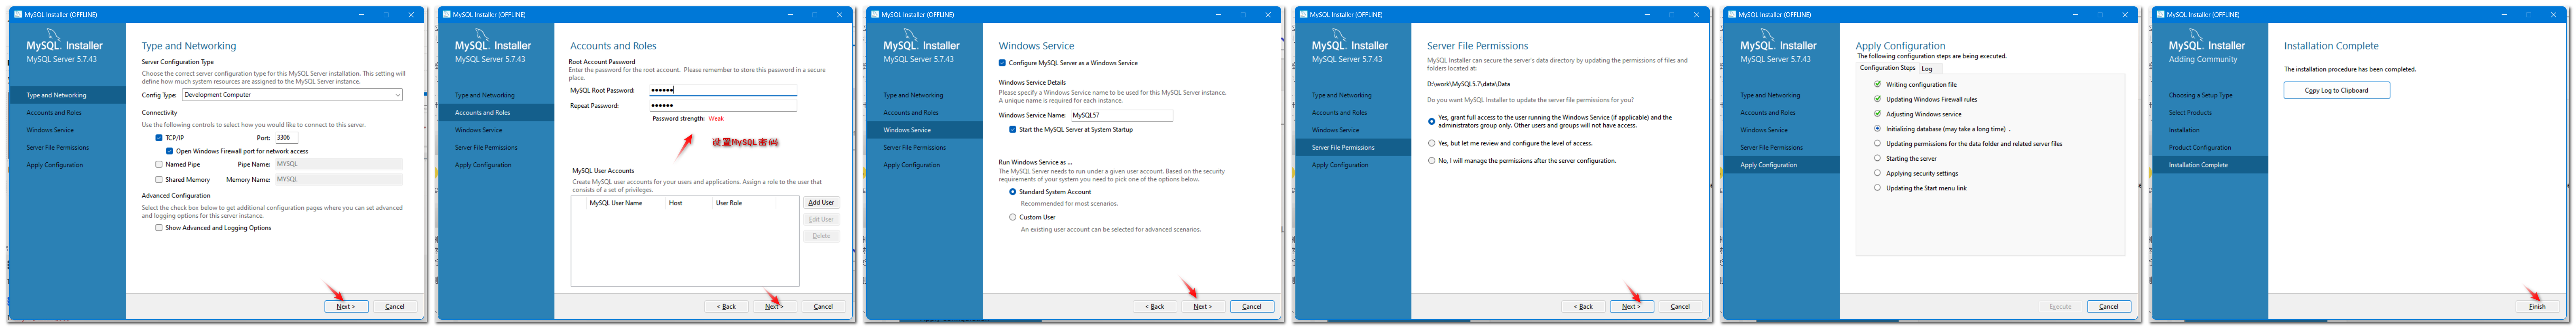 MySQL Installer (OFFLINE)
MySQL. Installer
MySQL Server 5.7.43
Type and Networking
Accounts and Roles
Windows Service
Server File Permissions
Apply Configuration
Type and Networking
Server Configuration Type
Choose the correct server configuration type for this MySQL Server installation. This setting will
define how much system resources are assigned to the MySQL Server instance.
Config Type: Development Computer
Connectivity
Use the following controls to select how you would like to connect to this server.
TCP/IP Port: 3306
Open Windows Firewall port for network access
Named Pipe Pipe Name: MYSQL
Shared Memory Memory Name: MYSQL
Advanced Configuration
Select the check box below to get additional configuration pages where you can set advanced
and logging options for this server instance.
Show Advanced and Logging Options
Next > Cancel
MySQL Installer (OFFLINE)
MySQL. Installer
MySQL Server 5.7.43
Type and Networking
Accounts and Roles
Windows Service
Server File Permissions
Apply Configuration
Accounts and Roles
Root Account Password
Enter the password for the root account. Please remember to store this password in a secure
place.
MySQL Root Password: ●●●●●●
Repeat Password: ●●●●●●
Password strength: Weak
设置MySQL密码
MySQL User Accounts
Create MySQL user accounts for your users and applications. Assign a role to the user that
consists of a set of privileges.
MySQL User Name Host User Role
Add User
Edit User
Delete
< Back Next > Cancel
MySQL Installer (OFFLINE)
MySQL. Installer
MySQL Server 5.7.43
Type and Networking
Accounts and Roles
Windows Service
Server File Permissions
Apply Configuration
Windows Service
Configure MySQL Server as a Windows Service
Windows Service Details
Please specify a Windows Service name to be used for this MySQL Server instance.
A unique name is required for each instance.
Windows Service Name: MySQL57
Start the MySQL Server at System Startup
Run Windows Service as ...
The MySQL Server needs to run under a given user account. Based on the security
requirements of your system you need to pick one of the options below.
Standard System Account
Recommended for most scenarios.
Custom User
An existing user account can be selected for advanced scenarios.
< Back Next > Cancel
MySQL Installer (OFFLINE)
MySQL. Installer
MySQL Server 5.7.43
Type and Networking
Accounts and Roles
Windows Service
Server File Permissions
Apply Configuration
Server File Permissions
MySQL Installer can secure the server's data directory by updating the permissions of files and
folders located at:
D:\work\MySQL5.7\data\Data
Do you want MySQL Installer to update the server file permissions for you?
Yes, grant full access to the user running the Windows Service (if applicable) and the
administrators group only. Other users and groups will not have access.
Yes, but let me review and configure the level of access.
No, I will manage the permissions after the server configuration.
< Back Next > Cancel
MySQL Installer (OFFLINE)
MySQL. Installer
MySQL Server 5.7.43
Type and Networking
Accounts and Roles
Windows Service
Server File Permissions
Apply Configuration
Apply Configuration
The following configuration steps are being executed.
Configuration Steps Log
Writing configuration file
Updating Windows Firewall rules
Adjusting Windows service
Initializing database (may take a long time) .
Updating permissions for the data folder and related server files
Starting the server
Applying security settings
Updating the Start menu link
Execute Cancel
MySQL Installer (OFFLINE)
MySQL. Installer
Adding Community
Choosing a Setup Type
Select Products
Installation
Product Configuration
Installation Complete
Installation Complete
The installation procedure has been completed.
Copy Log to Clipboard
Finish